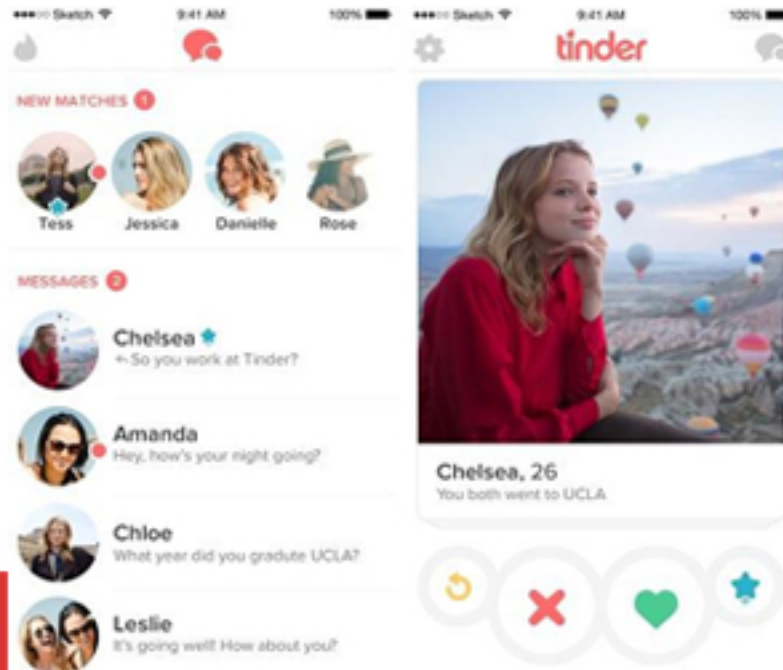 Sketch 9:41 AM 100%
NEW MATCHES 1
Tess Jessica Danielle Rose
MESSAGES 2
Chelsea
So you work at Tinder?
Amanda
Hey, how's your night going?
Chloe
What year did you gradute UCLA?
Leslie
It's going well! How about you?
Sketch 9:41 AM 100%
tinder
Chelsea, 26
You both went to UCLA